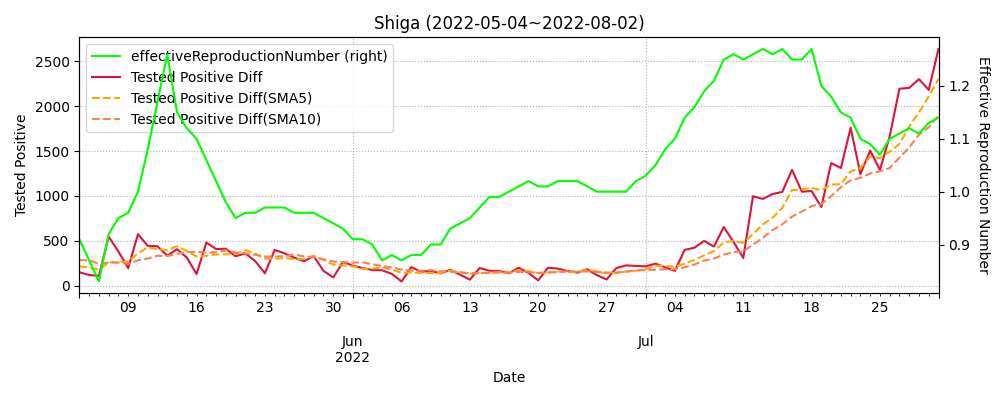 Shiga (2022-05-04~2022-08-02)
effectiveReproductionNumber (right)
Tested Positive Diff
Tested Positive Diff(SMA5)
Tested Positive Diff(SMA10)
Tested Positive
2500
2000
1500
1000
500
0
1.2
1.1
1.0
0.90
Effective Reproductive Number
09 16 23 30 06 13 20 27 04 11 18 25
Jun Jul
2022
Date